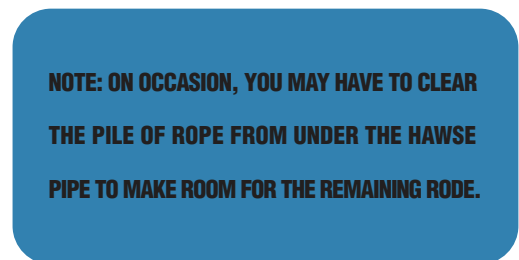 NOTE: ON OCCASION, YOU MAY HAVE TO CLEAR
THE PILE OF ROPE FROM UNDER THE HAWSE
PIPE TO MAKE ROOM FOR THE REMAINING RODE.